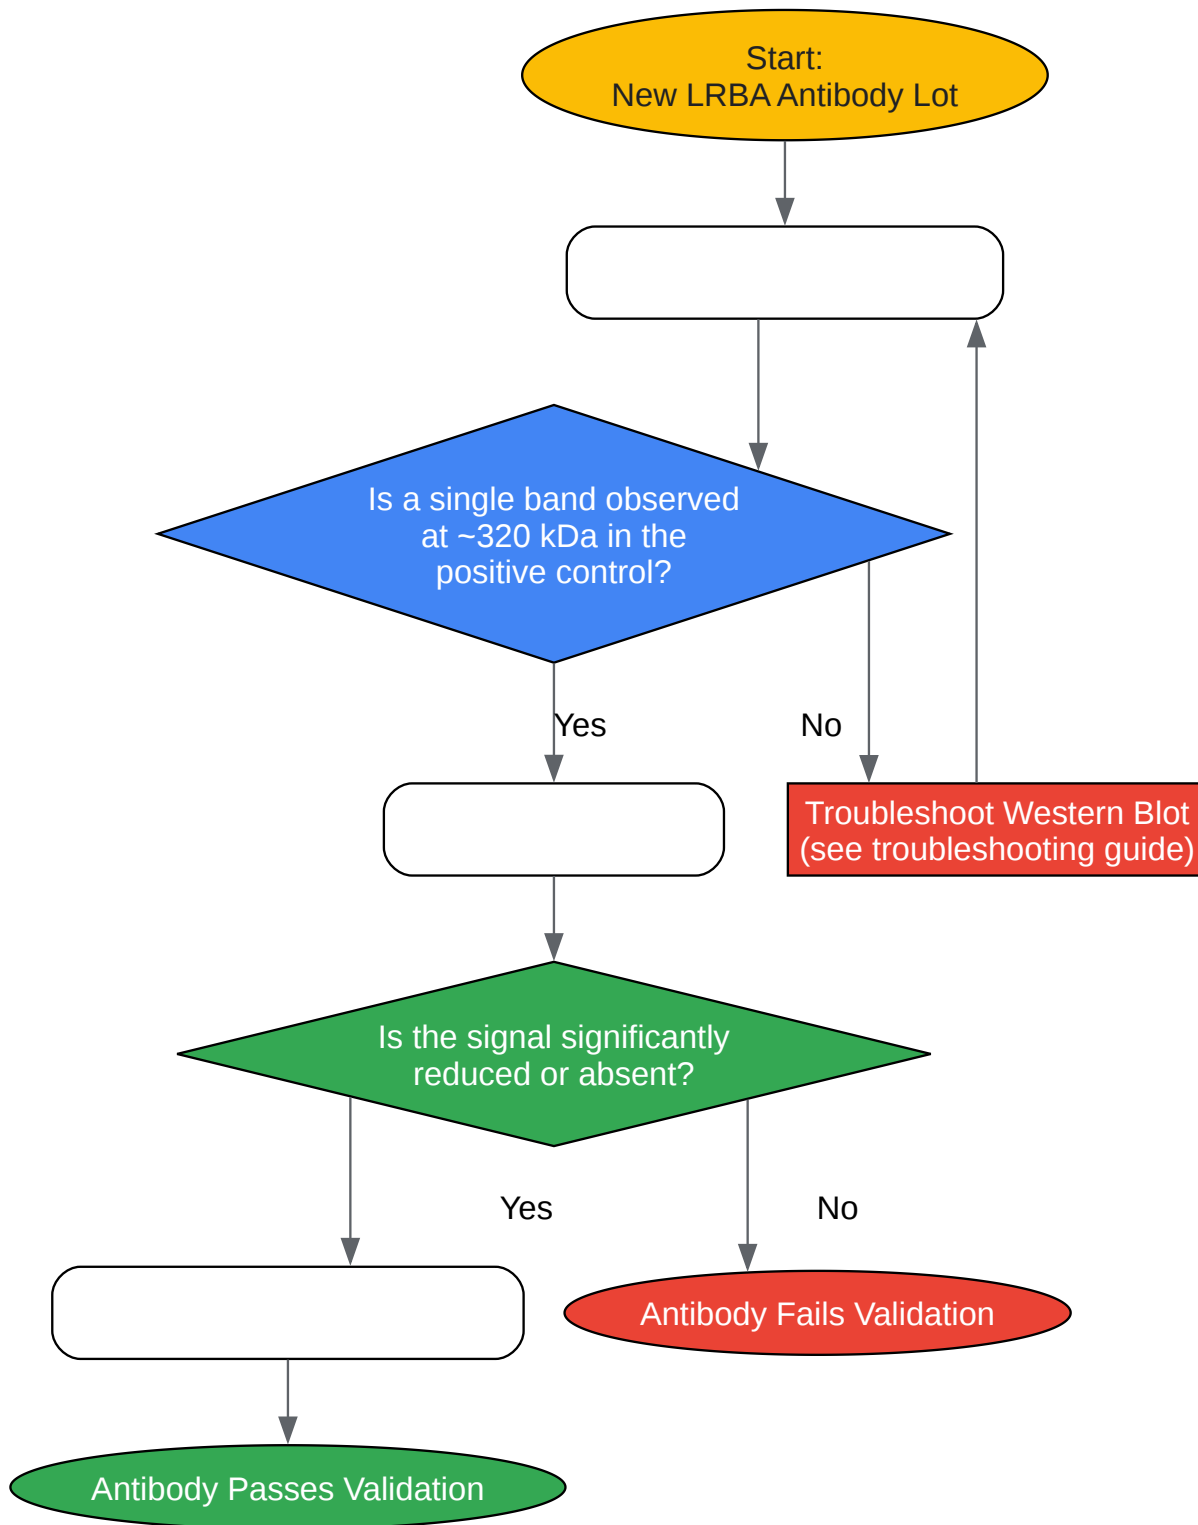 Start:
New LRBA Antibody Lot
Is a single band observed
at ~320 kDa in the
positive control?
Yes
No
Troubleshoot Western Blot
(see troubleshooting guide)
Is the signal significantly
reduced or absent?
Yes
No
Antibody Fails Validation
Antibody Passes Validation